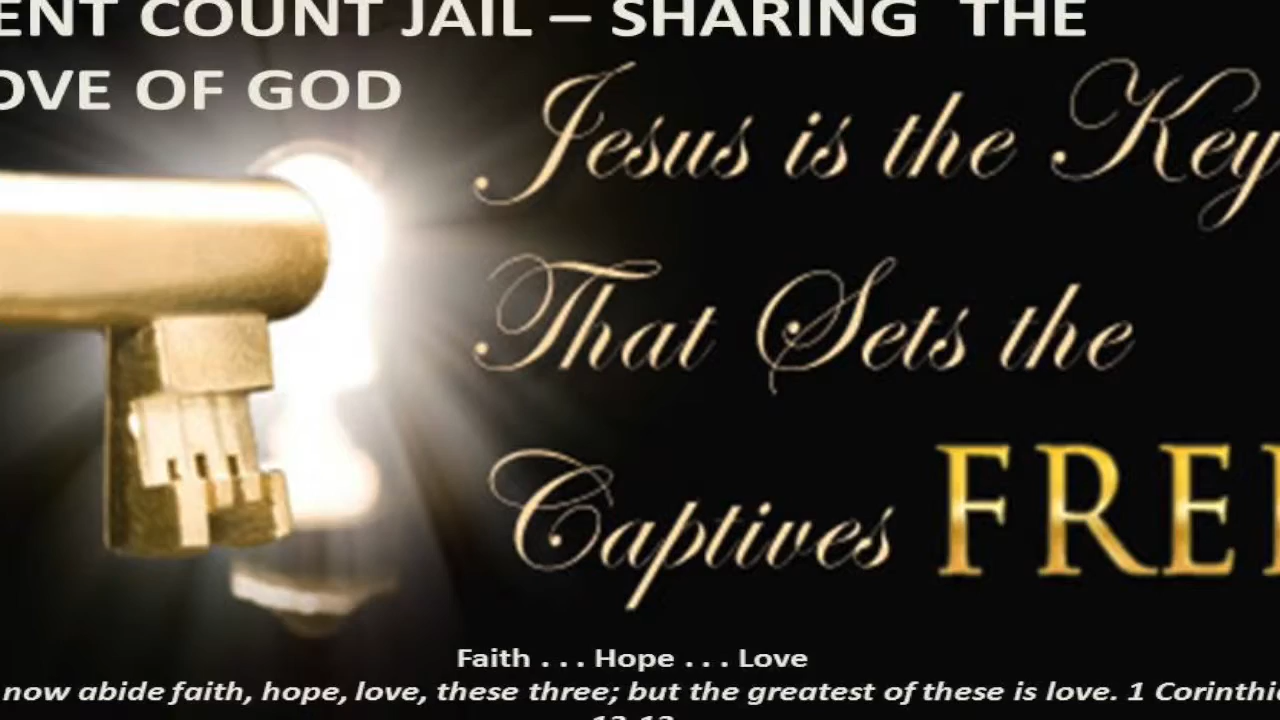 ENT COUNT JAIL – SHARING THE
OVE OF GOD
Jesus is the Key
That Sets the
Captives FREE
Faith . . . Hope . . . Love
now abide faith, hope, love, these three; but the greatest of these is love. 1 Corinthi